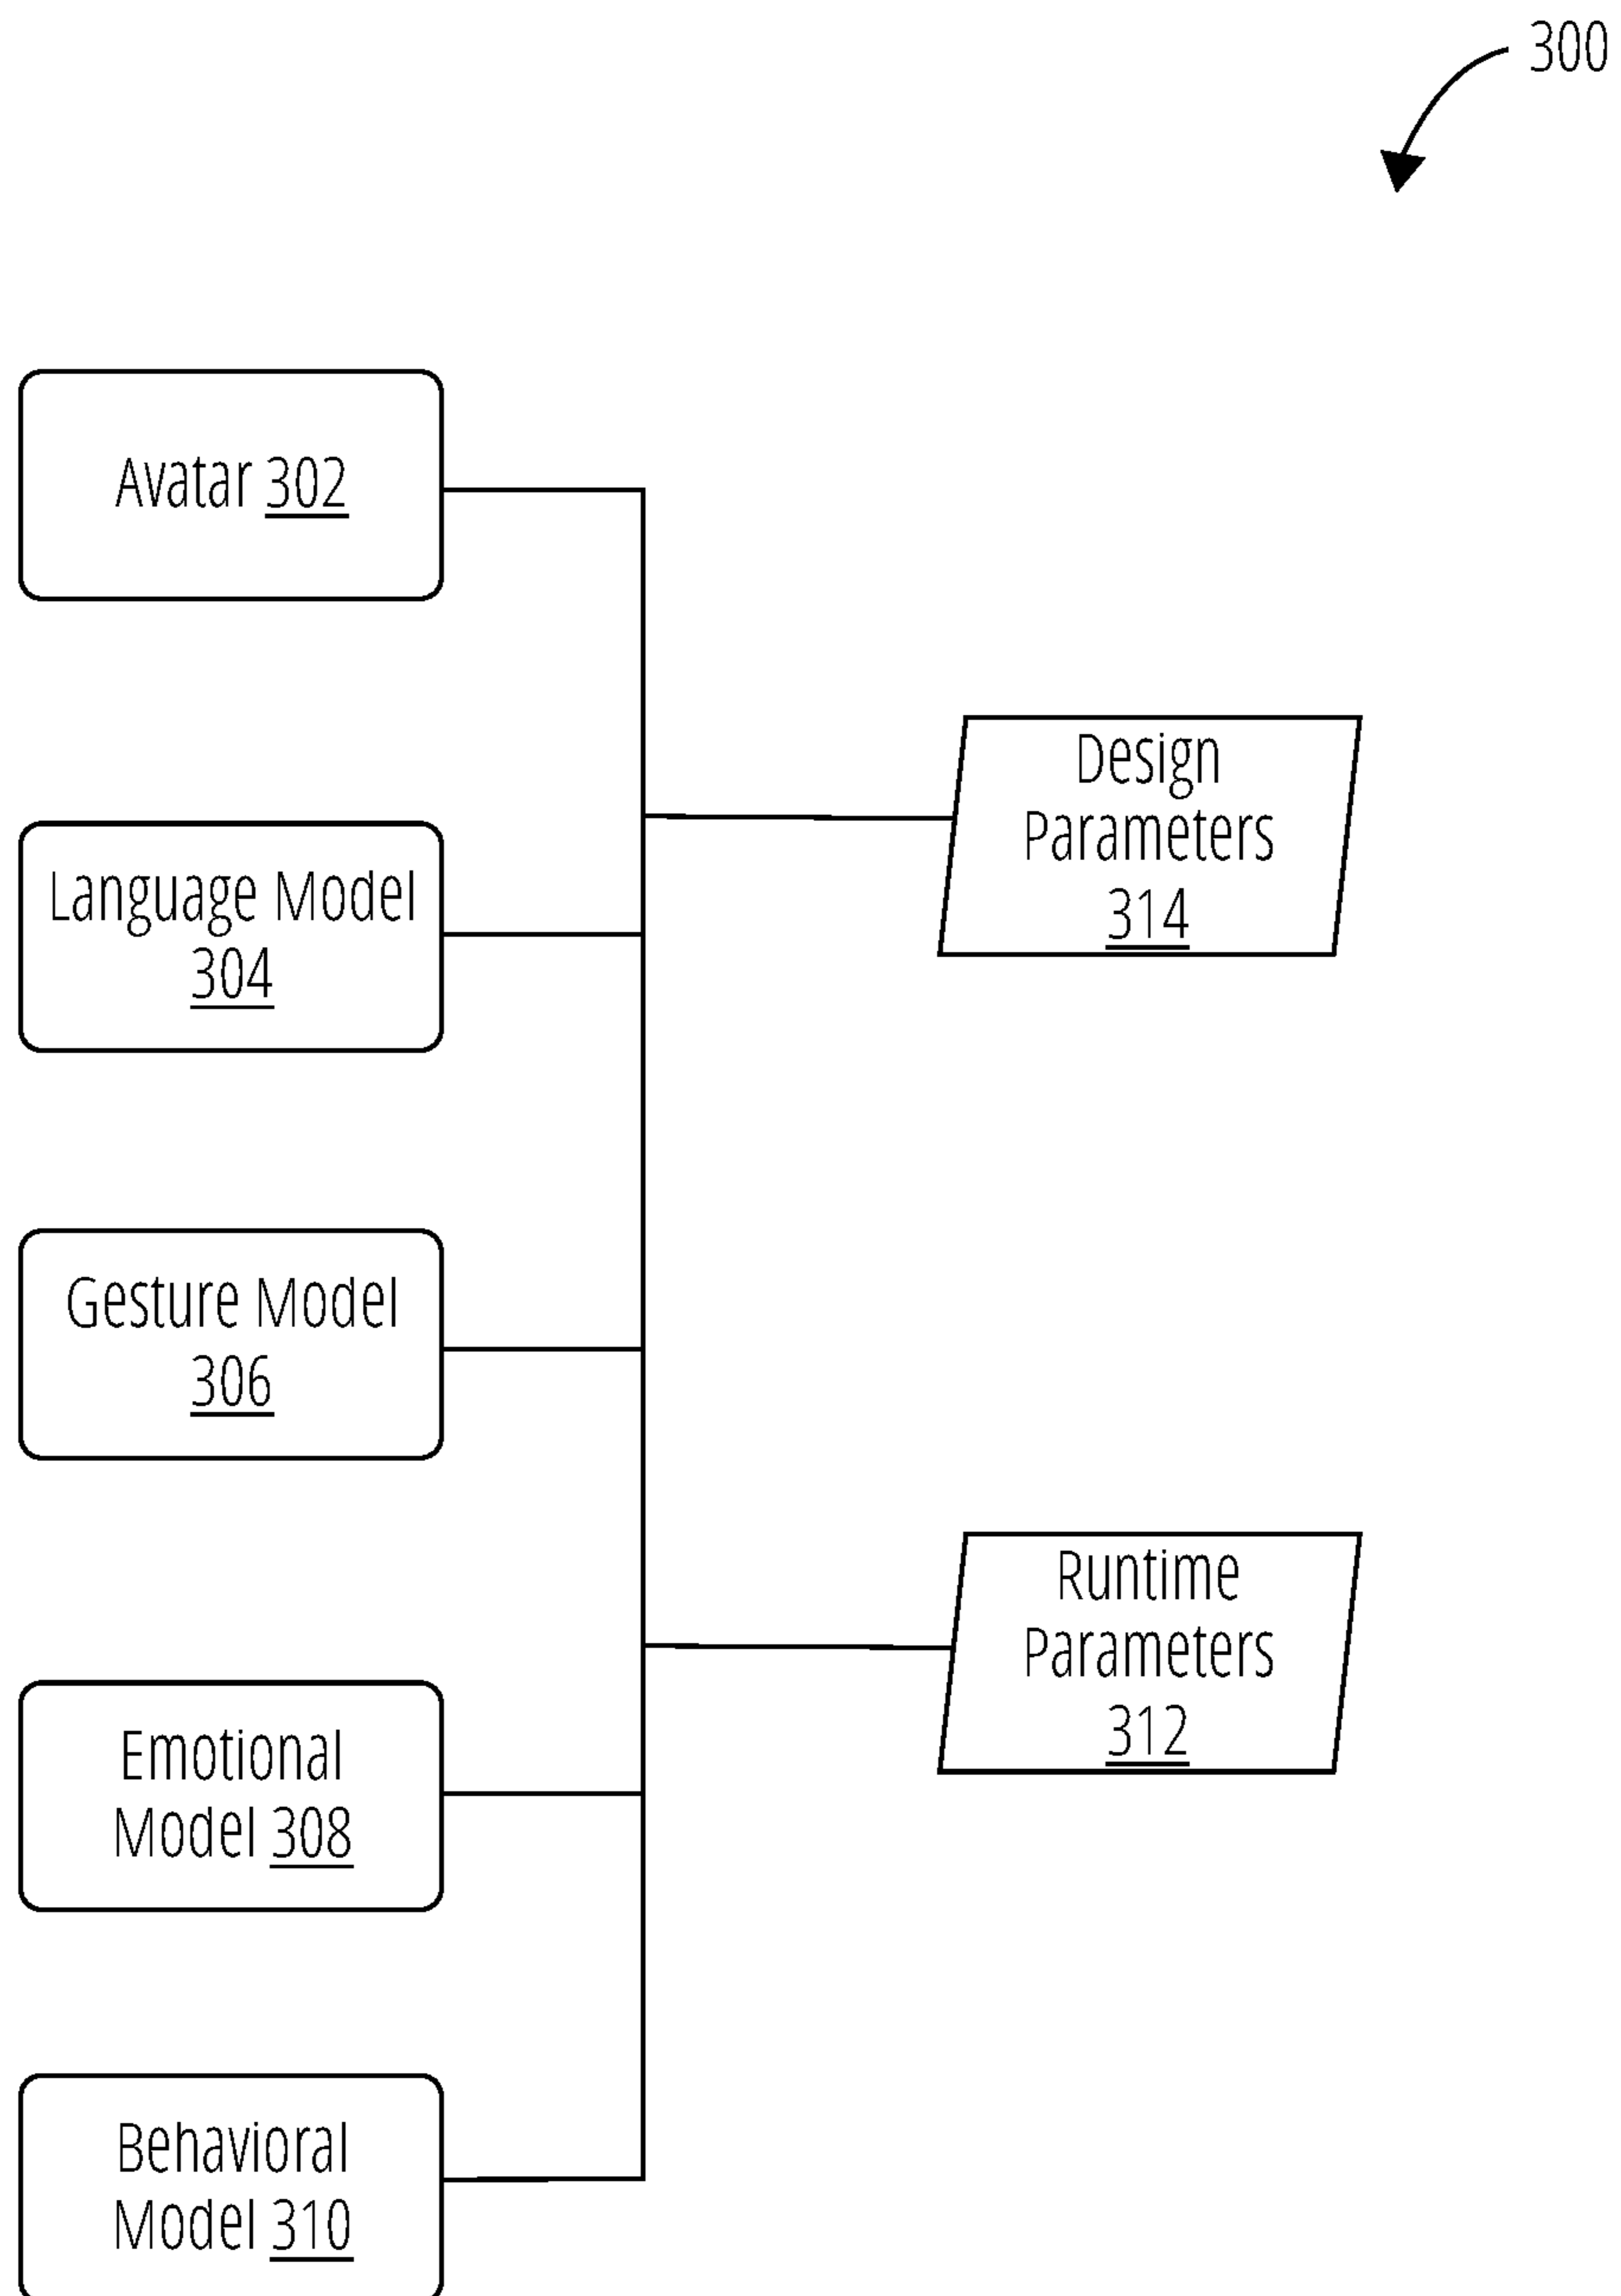 300
Avatar 302
Design
Parameters
314
Language Model
304
Gesture Model
306
Runtime
Parameters
312
Emotional
Model 308
Behavioral
Model 310